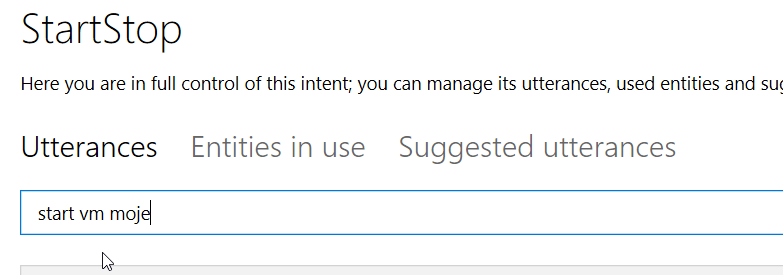 StartStop
Here you are in full control of this intent; you can manage its utterances, used entities and sug
Utterances Entities in use Suggested utterances
start vm moje